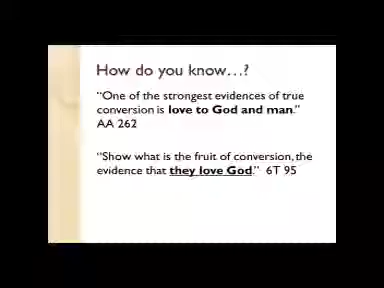 How do you know…?
“One of the strongest evidences of true
conversion is love to God and man.”
AA 262
“Show what is the fruit of conversion, the
evidence that they love God.” 6T 95